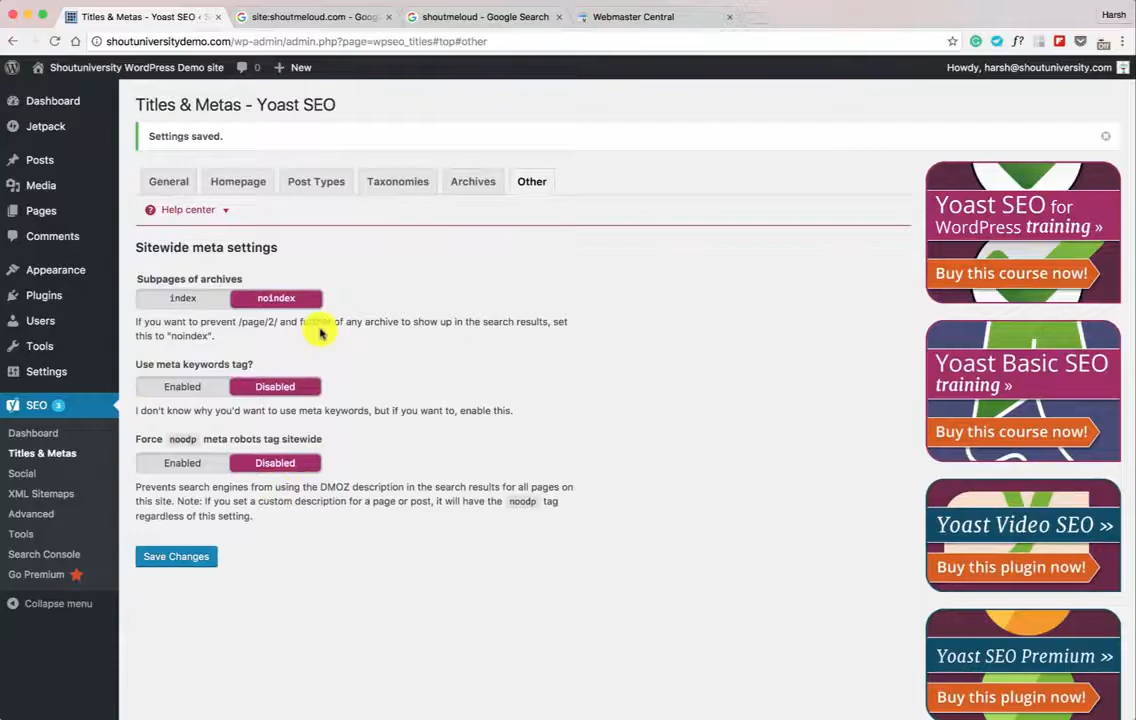 Titles & Metas - Yoast SEO ‹ S
site:shoutmeloud.com - Goog
shoutmeloud - Google Search
Webmaster Central
Harsh
shoutuniversitydemo.com/wp-admin/admin.php?page=wpseo_titles#top#other
Shoutuniversity WordPress Demo site
0
New
Howdy, harsh@shoutuniversity.com
Dashboard
Jetpack
Posts
Media
Pages
Comments
Appearance
Plugins
Users
Tools
Settings
SEO 3
Dashboard
Titles & Metas
Social
XML Sitemaps
Advanced
Tools
Search Console
Go Premium
Collapse menu
Titles & Metas - Yoast SEO
Settings saved.
General
Homepage
Post Types
Taxonomies
Archives
Other
Help center
Sitewide meta settings
Subpages of archives
index
noindex
If you want to prevent /page/2/ and further of any archive to show up in the search results, set
this to "noindex".
Use meta keywords tag?
Enabled
Disabled
I don't know why you'd want to use meta keywords, but if you want to, enable this.
Force noodp meta robots tag sitewide
Enabled
Disabled
Prevents search engines from using the DMOZ description in the search results for all pages on
this site. Note: If you set a custom description for a page or post, it will have the noodp tag
regardless of this setting.
Save Changes
Yoast SEO for
WordPress training »
Buy this course now!
Yoast Basic SEO
training »
Buy this course now!
Yoast Video SEO »
Buy this plugin now!
Yoast SEO Premium »
Buy this plugin now!